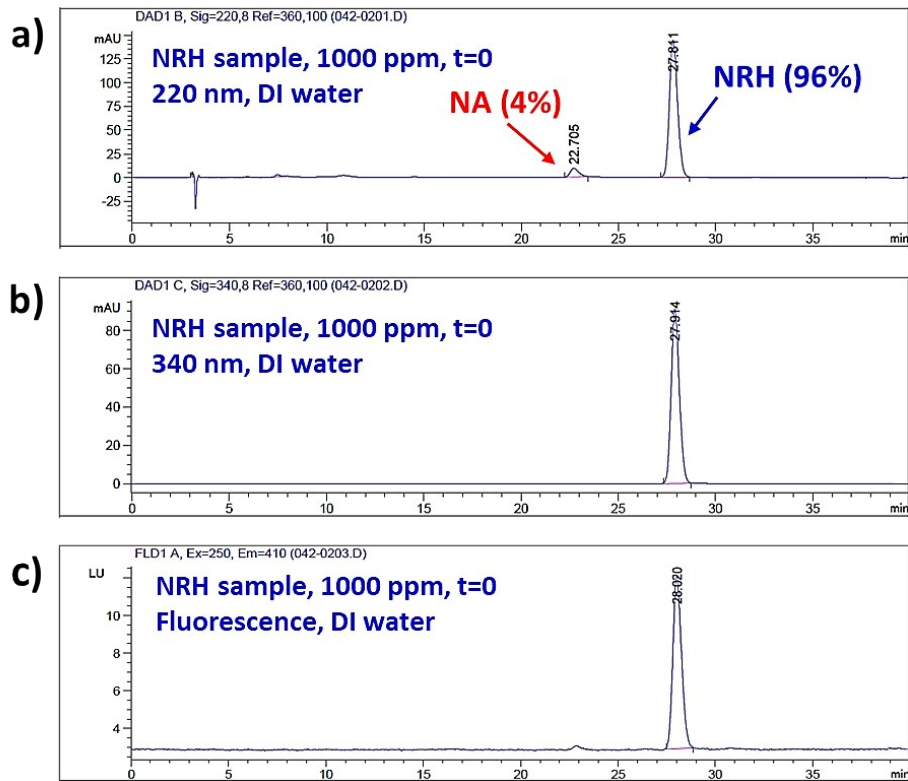 a)
DAD1 B, Sig=220,8 Ref=360,100 (042-0201.D)
mAU
NRH sample, 1000 ppm, t=0
220 nm, DI water
NA (4%)
NRH (96%)
22.705
27.811
125
100
75
50
25
0
-25
0 5 10 15 20 25 30 35 min
b)
DAD1 C, Sig=340,8 Ref=360,100 (042-0202.D)
mAU
NRH sample, 1000 ppm, t=0
340 nm, DI water
27.914
80
60
40
20
0
0 5 10 15 20 25 30 35 min
c)
FLD1 A, Ex=250, Em=410 (042-0203.D)
LU
NRH sample, 1000 ppm, t=0
Fluorescence, DI water
28.020
10
8
6
4
0 5 10 15 20 25 30 35 min